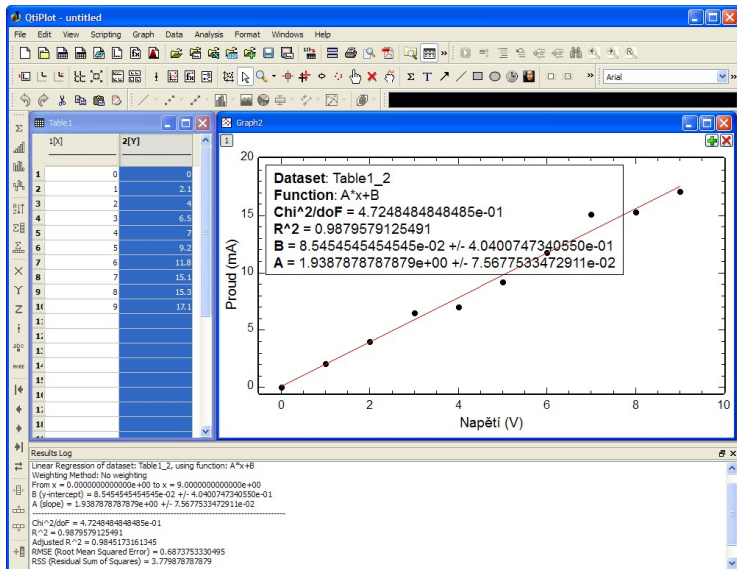 QtiPlot - untitled
File Edit View Scripting Graph Data Analysis Format Windows Help
Arial
Table1
1[X] 2[Y]
1 0 0
2 1 2.1
3 2 4
4 3 6.5
5 4 7
6 5 9.2
7 6 11.8
8 7 15.1
9 8 15.3
10 9 17.1
Graph2
1
Dataset: Table1_2
Function: A*x+B
Chi^2/doF = 4.7248484848485e-01
R^2 = 0.9879579125491
B = 8.5454545454545e-02 +/- 4.0400747340550e-01
A = 1.9387878787879e+00 +/- 7.5677533472911e-02
Proud (mA)
20
15
10
5
0
0 2 4 6 8 10
Napětí (V)
Results Log
Linear Regression of dataset: Table1_2, using function: A*x+B
Weighting Method: No weighting
From x = 0.0000000000000e+00 to x = 9.0000000000000e+00
B (y-intercept) = 8.5454545454545e-02 +/- 4.0400747340550e-01
A (slope) = 1.9387878787879e+00 +/- 7.5677533472911e-02
Chi^2/doF = 4.7248484848485e-01
R^2 = 0.9879579125491
Adjusted R^2 = 0.9845173161345
RMSE (Root Mean Squared Error) = 0.6873753330495
RSS (Residual Sum of Squares) = 3.779878787879